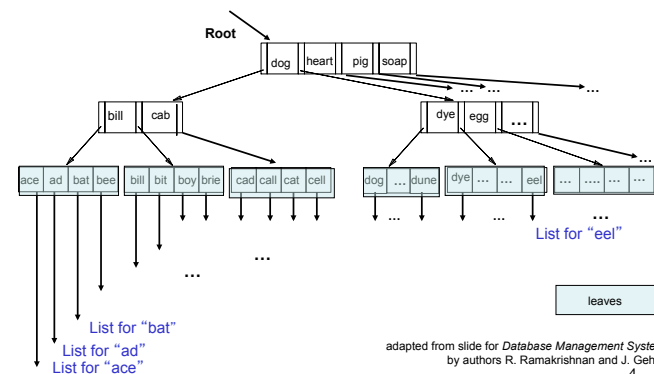 Root
dog heart pig soap
... ... ...
bill cab
dye egg ...
...
ace ad bat bee bill bit boy brie cad call cat cell dog ... dune dye ... ... eel ... .... ... ...
... ... ...
List for “eel”
...
...
leaves
List for “bat”
List for “ad”
List for “ace”
adapted from slide for Database Management Syste
by authors R. Ramakrishnan and J. Geh
4